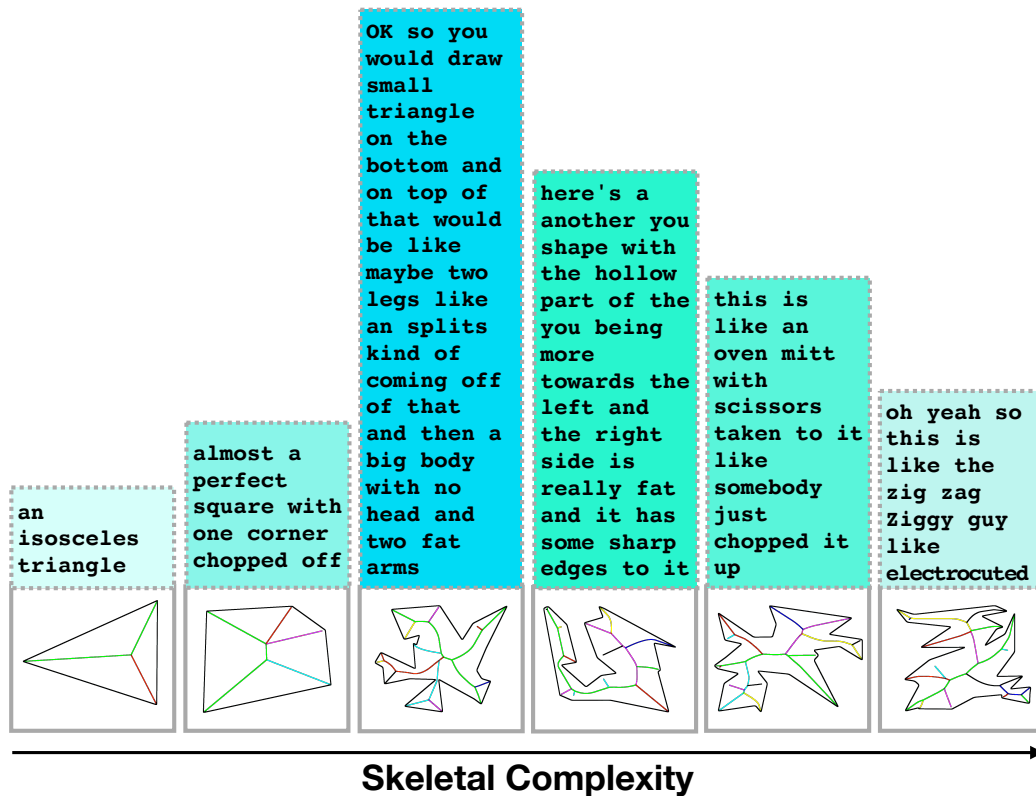 an
isosceles
triangle
almost a
perfect
square with
one corner
chopped off
OK so you
would draw
small
triangle
on the
bottom and
on top of
that would
be like
maybe two
legs like
an splits
kind of
coming off
of that
and then a
big body
with no
head and
two fat
arms
here's a
another you
shape with
the hollow
part of the
you being
more
towards the
left and
the right
side is
really fat
and it has
some sharp
edges to it
this is
like an
oven mitt
with
scissors
taken to it
like
somebody
just
chopped it
up
oh yeah so
this is
like the
zig zag
Ziggy guy
like
electrocuted
Skeletal Complexity